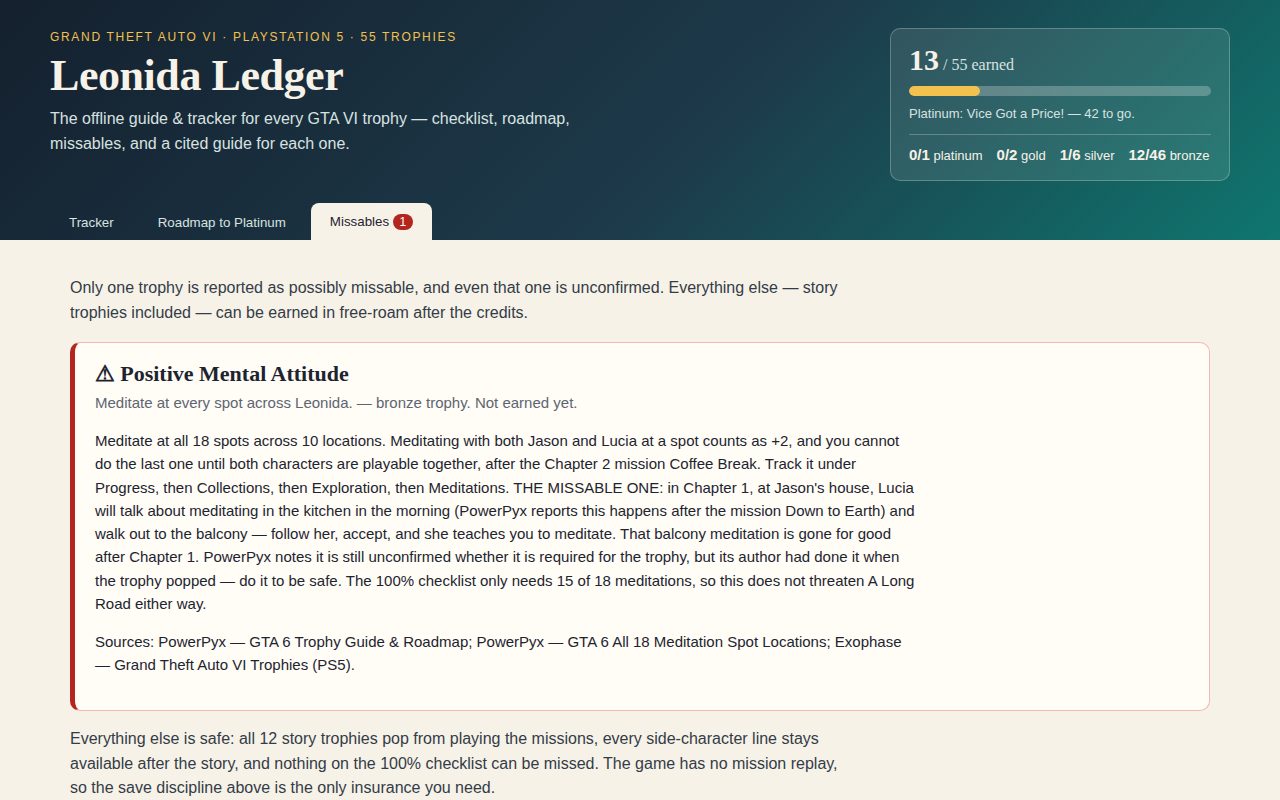 GRAND THEFT AUTO VI · PLAYSTATION 5 · 55 TROPHIES
Leonida Ledger
The offline guide & tracker for every GTA VI trophy — checklist, roadmap,
missables, and a cited guide for each one.
13 / 55 earned
Platinum: Vice Got a Price! — 42 to go.
0/1 platinum 0/2 gold 1/6 silver 12/46 bronze
Tracker Roadmap to Platinum Missables 1
Only one trophy is reported as possibly missable, and even that one is unconfirmed. Everything else — story
trophies included — can be earned in free-roam after the credits.
⚠ Positive Mental Attitude
Meditate at every spot across Leonida. — bronze trophy. Not earned yet.
Meditate at all 18 spots across 10 locations. Meditating with both Jason and Lucia at a spot counts as +2, and you cannot
do the last one until both characters are playable together, after the Chapter 2 mission Coffee Break. Track it under
Progress, then Collections, then Exploration, then Meditations. THE MISSABLE ONE: in Chapter 1, at Jason's house, Lucia
will talk about meditating in the kitchen in the morning (PowerPyx reports this happens after the mission Down to Earth) and
walk out to the balcony — follow her, accept, and she teaches you to meditate. That balcony meditation is gone for good
after Chapter 1. PowerPyx notes it is still unconfirmed whether it is required for the trophy, but its author had done it when
the trophy popped — do it to be safe. The 100% checklist only needs 15 of 18 meditations, so this does not threaten A Long
Road either way.
Sources: PowerPyx — GTA 6 Trophy Guide & Roadmap; PowerPyx — GTA 6 All 18 Meditation Spot Locations; Exophase
— Grand Theft Auto VI Trophies (PS5).
Everything else is safe: all 12 story trophies pop from playing the missions, every side-character line stays
available after the story, and nothing on the 100% checklist can be missed. The game has no mission replay,
so the save discipline above is the only insurance you need.